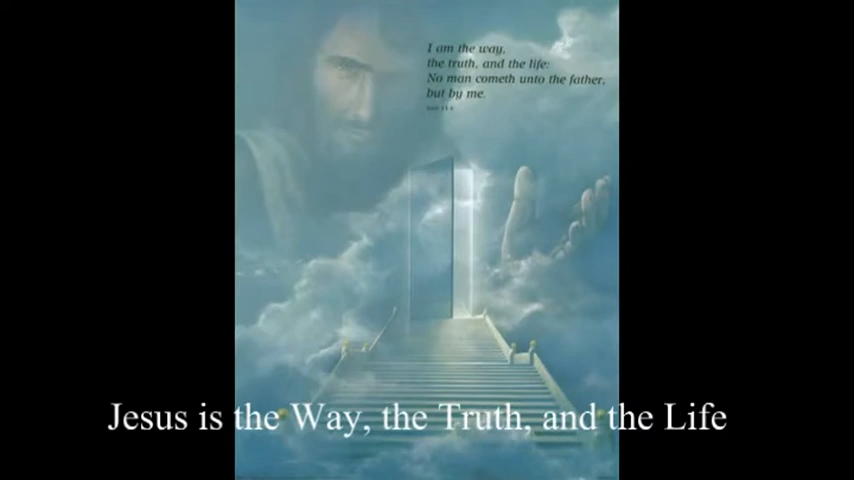 I am the way,
the truth, and the life:
No man cometh unto the father,
but by me.
Jesus is the Way, the Truth, and the Life